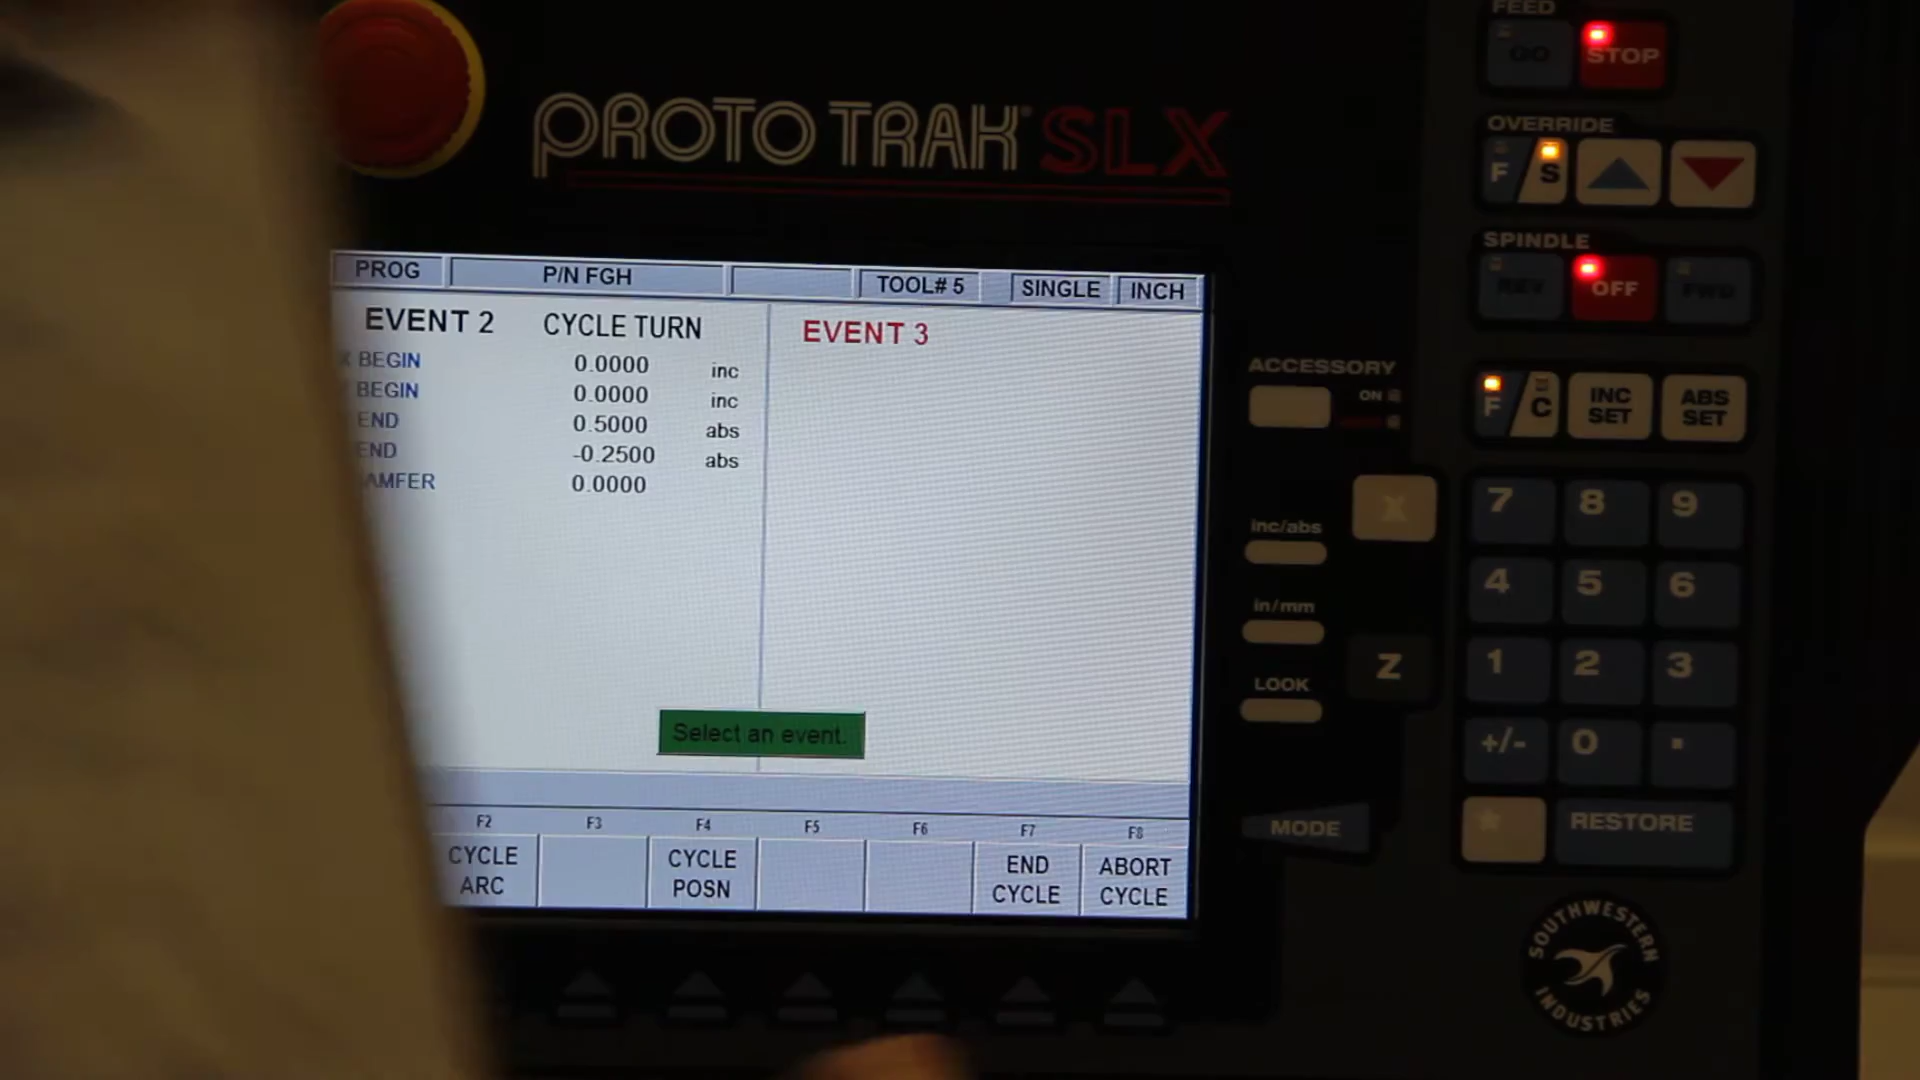 FEED
GO STOP
PROTO TRAK® SLX
OVERRIDE
F S
SPINDLE
REV OFF FWD
PROG P/N FGH TOOL# 5 SINGLE INCH
EVENT 2 CYCLE TURN EVENT 3
BEGIN 0.0000 inc
BEGIN 0.0000 inc
END 0.5000 abs
END -0.2500 abs
AMFER 0.0000
Select an event.
F2 F3 F4 F5 F6 F7 F8
CYCLE ARC
CYCLE POSN
END CYCLE
ABORT CYCLE
ACCESSORY
ON
F C
INC SET
ABS SET
X
inc/abs
in/mm
Z
LOOK
MODE
7 8 9
4 5 6
1 2 3
+/- 0 .
RESTORE
SOUTHWESTERN
INDUSTRIES